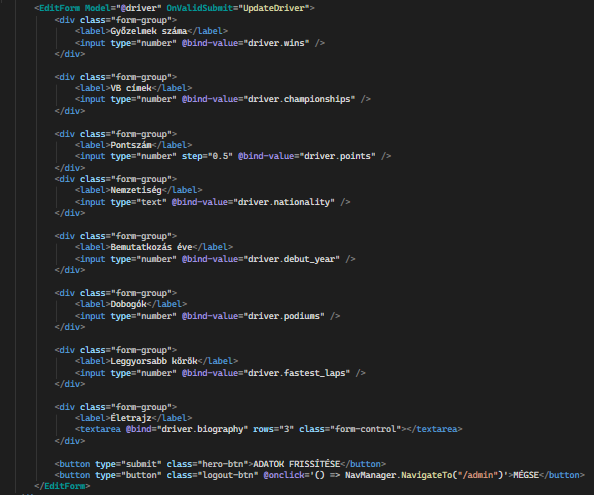 <EditForm Model="@driver" OnValidSubmit="UpdateDriver">
<div class="form-group">
<label>Győzelmek száma</label>
<input type="number" @bind-value="driver.wins" />
</div>
<div class="form-group">
<label>VB címek</label>
<input type="number" @bind-value="driver.championships" />
</div>
<div class="form-group">
<label>Pontszám</label>
<input type="number" step="0.5" @bind-value="driver.points" />
</div>
<div class="form-group">
<label>Nemzetiség</label>
<input type="text" @bind-value="driver.nationality" />
</div>
<div class="form-group">
<label>Bemutatkozás éve</label>
<input type="number" @bind-value="driver.debut_year" />
</div>
<div class="form-group">
<label>Dobogók</label>
<input type="number" @bind-value="driver.podiums" />
</div>
<div class="form-group">
<label>Leggyorsabb körök</label>
<input type="number" @bind-value="driver.fastest_laps" />
</div>
<div class="form-group">
<label>Életrajz</label>
<textarea @bind="driver.biography" rows="3" class="form-control"></textarea>
</div>
<button type="submit" class="hero-btn">ADATOK FRISSÍTÉSE</button>
<button type="button" class="logout-btn" @onclick='() => NavManager.NavigateTo("/admin")'>MÉGSE</button>
</EditForm>